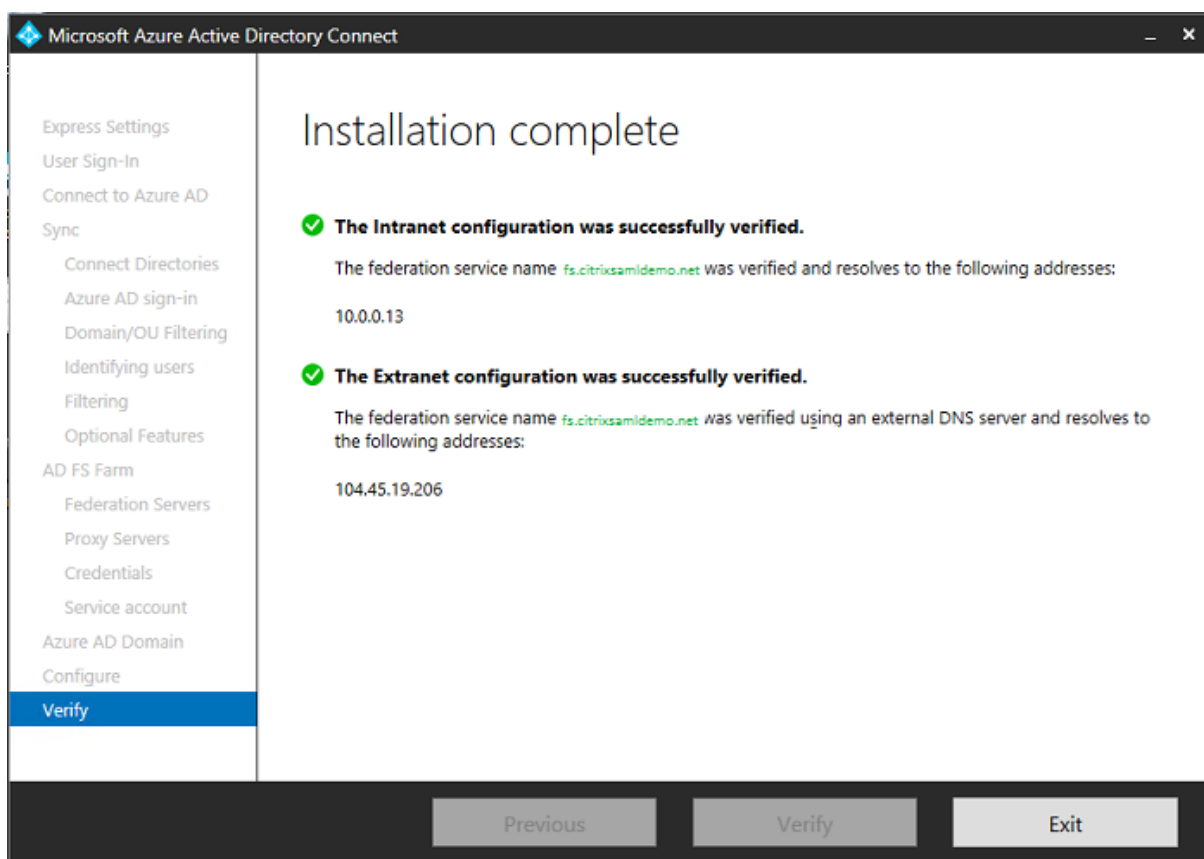 Microsoft Azure Active Directory Connect
Express Settings
User Sign-In
Connect to Azure AD
Sync
Connect Directories
Azure AD sign-in
Domain/OU Filtering
Identifying users
Filtering
Optional Features
AD FS Farm
Federation Servers
Proxy Servers
Credentials
Service account
Azure AD Domain
Configure
Verify
Installation complete
The Intranet configuration was successfully verified.
The federation service name fs.citrixsamldemo.net was verified and resolves to the following addresses:
10.0.0.13
The Extranet configuration was successfully verified.
The federation service name fs.citrixsamldemo.net was verified using an external DNS server and resolves to
the following addresses:
104.45.19.206
Previous
Verify
Exit